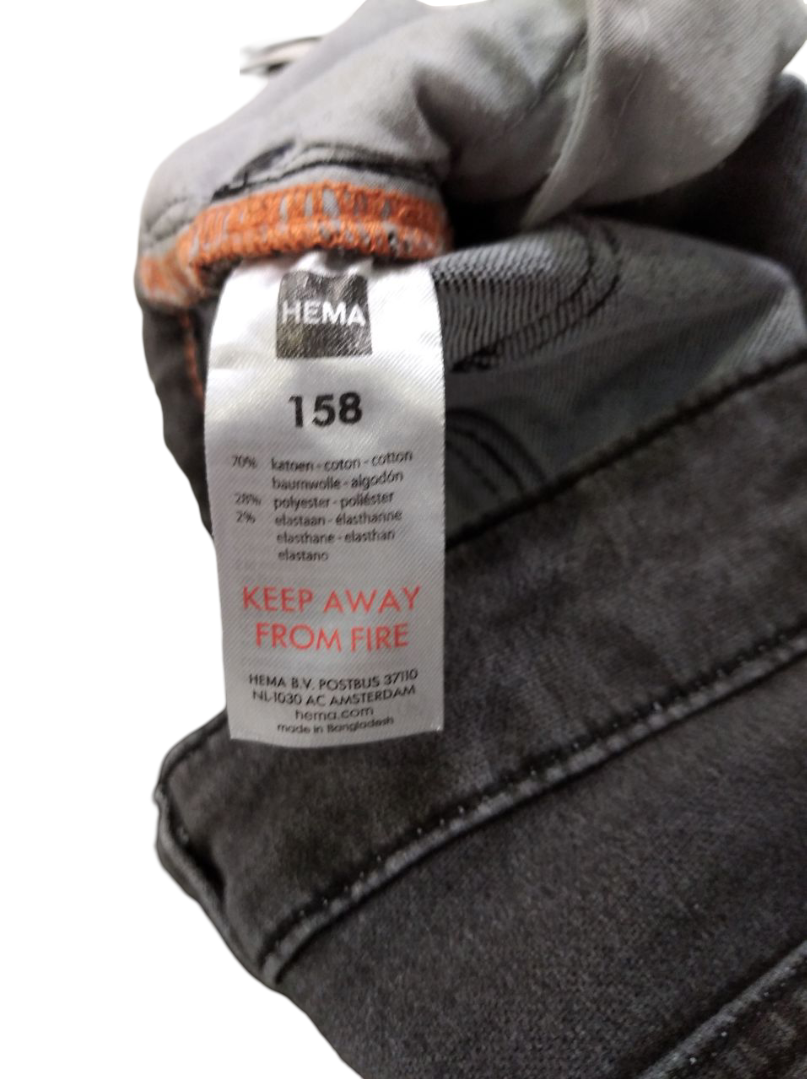 HEMA
158
70% katoen - coton - cotton
baumwolle - algodón
28% polyester - poliéster
2% elastaan - élasthanne
elasthane - elasthan
elastano
KEEP AWAY
FROM FIRE
HEMA B.V. POSTBUS 37110
NL-1030 AC AMSTERDAM
hema.com
made in Bangladesh